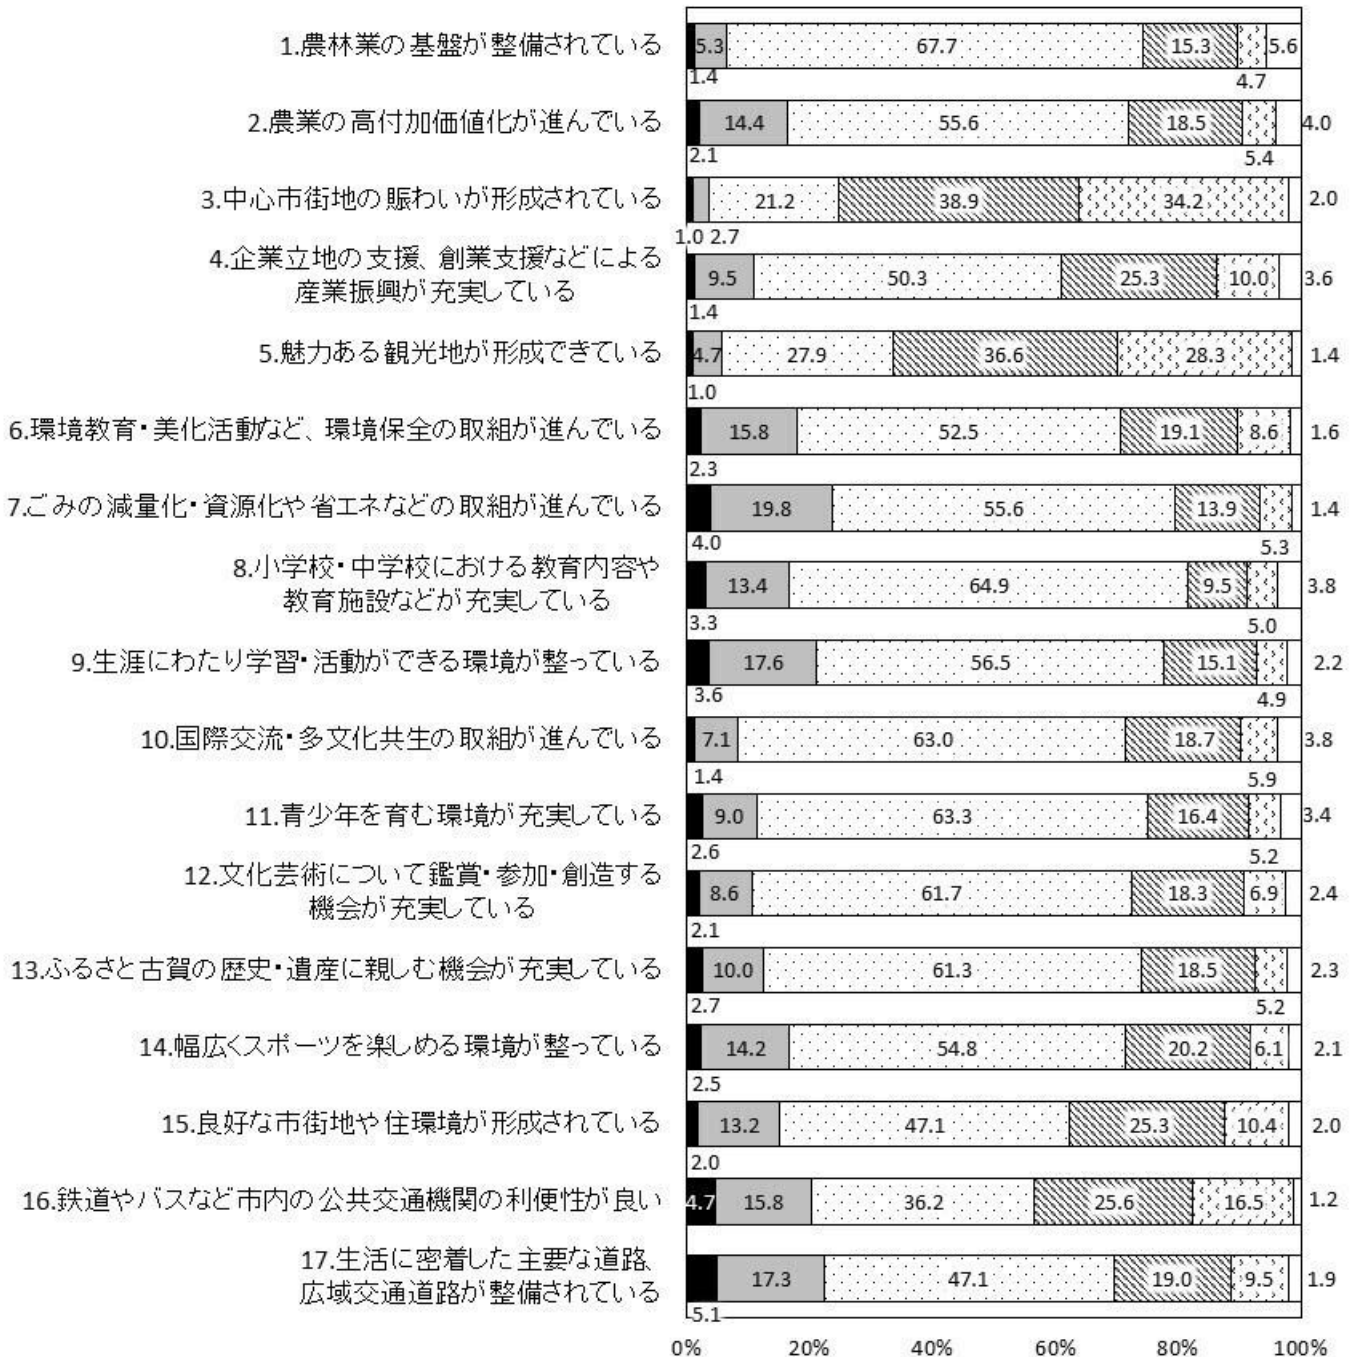 1.農林業の基盤が整備されている
5.3 67.7 15.3 5.6
1.4 4.7
2.農業の高付加価値化が進んでいる
14.4 55.6 18.5 4.0
2.1 5.4
3.中心市街地の賑わいが形成されている
21.2 38.9 34.2 2.0
1.0 2.7
4.企業立地の支援、創業支援などによる
産業振興が充実している
9.5 50.3 25.3 10.0 3.6
1.4
5.魅力ある観光地が形成できている
4.7 27.9 36.6 28.3 1.4
1.0
6.環境教育・美化活動など、環境保全の取組が進んでいる
15.8 52.5 19.1 8.6 1.6
2.3
7.ごみの減量化・資源化や省エネなどの取組が進んでいる
19.8 55.6 13.9 1.4
4.0 5.3
8.小学校・中学校における教育内容や
教育施設などが充実している
13.4 64.9 9.5 3.8
3.3 5.0
9.生涯にわたり学習・活動ができる環境が整っている
17.6 56.5 15.1 2.2
3.6 4.9
10.国際交流・多文化共生の取組が進んでいる
7.1 63.0 18.7 3.8
1.4 5.9
11.青少年を育む環境が充実している
9.0 63.3 16.4 3.4
2.6 5.2
12.文化芸術について鑑賞・参加・創造する
機会が充実している
8.6 61.7 18.3 6.9 2.4
2.1
13.ふるさと古賀の歴史・遺産に親しむ機会が充実している
10.0 61.3 18.5 2.3
2.7 5.2
14.幅広くスポーツを楽しめる環境が整っている
14.2 54.8 20.2 6.1 2.1
2.5
15.良好な市街地や住環境が形成されている
13.2 47.1 25.3 10.4 2.0
2.0
16.鉄道やバスなど市内の公共交通機関の利便性が良い
4.7 15.8 36.2 25.6 16.5 1.2
17.生活に密着した主要な道路、
広域交通道路が整備されている
17.3 47.1 19.0 9.5 1.9
5.1
0% 20% 40% 60% 80% 100%